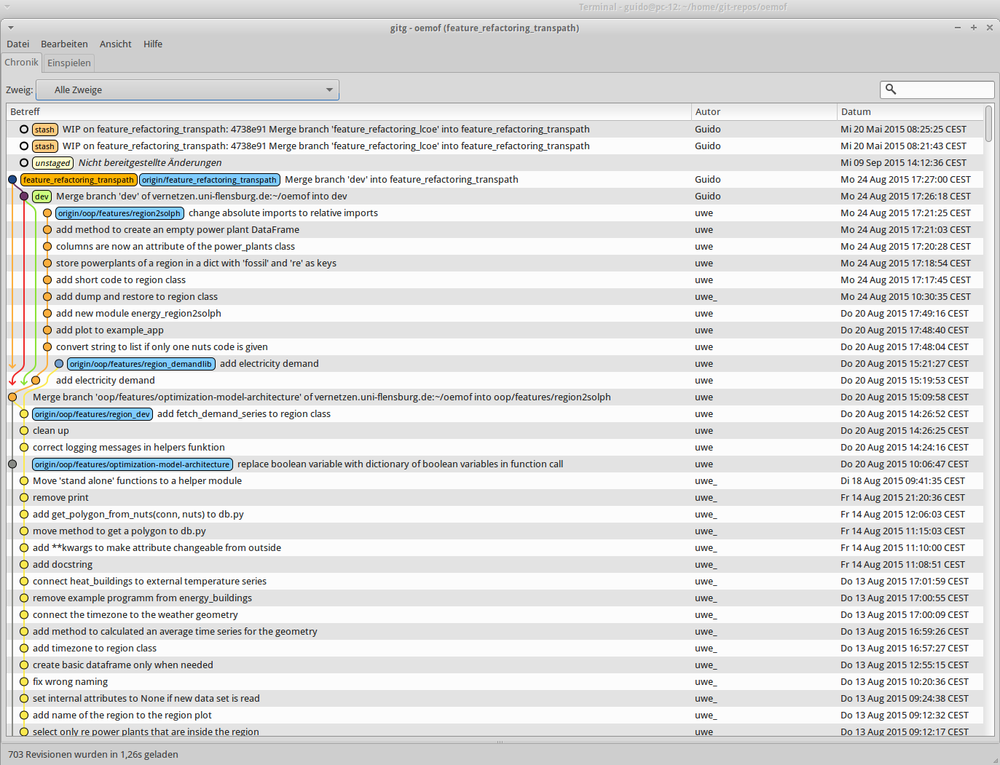 Terminal - guido@pc-12: ~/home/git-repos/oemof
gitg - oemof (feature_refactoring_transpath)
Datei Bearbeiten Ansicht Hilfe
Chronik Einspielen
Zweig: Alle Zweige
Betreff Autor Datum
stash WIP on feature_refactoring_transpath: 4738e91 Merge branch 'feature_refactoring_lcoe' into feature_refactoring_transpath Guido Mi 20 Mai 2015 08:25:25 CEST
stash WIP on feature_refactoring_transpath: 4738e91 Merge branch 'feature_refactoring_lcoe' into feature_refactoring_transpath Guido Mi 20 Mai 2015 08:21:43 CEST
unstaged Nicht bereitgestellte Änderungen Mi 09 Sep 2015 14:12:36 CEST
feature_refactoring_transpath origin/feature_refactoring_transpath Merge branch 'dev' into feature_refactoring_transpath Guido Mo 24 Aug 2015 17:27:00 CEST
dev Merge branch 'dev' of vernetzen.uni-flensburg.de:~/oemof into dev Guido Mo 24 Aug 2015 17:26:18 CEST
origin/oop/features/region2solph change absolute imports to relative imports uwe Mo 24 Aug 2015 17:21:25 CEST
add method to create an empty power plant DataFrame uwe Mo 24 Aug 2015 17:21:03 CEST
columns are now an attribute of the power_plants class uwe Mo 24 Aug 2015 17:20:28 CEST
store powerplants of a region in a dict with 'fossil' and 're' as keys uwe Mo 24 Aug 2015 17:18:54 CEST
add short code to region class uwe Mo 24 Aug 2015 17:17:45 CEST
add dump and restore to region class uwe_ Mo 24 Aug 2015 10:30:35 CEST
add new module energy_region2solph uwe Do 20 Aug 2015 17:49:16 CEST
add plot to example_app uwe Do 20 Aug 2015 17:48:40 CEST
convert string to list if only one nuts code is given uwe Do 20 Aug 2015 17:48:04 CEST
origin/oop/features/region_demandlib add electricity demand uwe Do 20 Aug 2015 15:21:27 CEST
add electricity demand uwe Do 20 Aug 2015 15:19:53 CEST
Merge branch 'oop/features/optimization-model-architecture' of vernetzen.uni-flensburg.de:~/oemof into oop/features/region2solph uwe Do 20 Aug 2015 15:09:58 CEST
origin/oop/features/region_dev add fetch_demand_series to region class uwe Do 20 Aug 2015 14:26:52 CEST
clean up uwe Do 20 Aug 2015 14:26:25 CEST
correct logging messages in helpers funktion uwe Do 20 Aug 2015 14:24:16 CEST
origin/oop/features/optimization-model-architecture replace boolean variable with dictionary of boolean variables in function call uwe Do 20 Aug 2015 10:06:47 CEST
Move 'stand alone' functions to a helper module uwe_ Di 18 Aug 2015 09:41:35 CEST
remove print uwe_ Fr 14 Aug 2015 21:20:36 CEST
add get_polygon_from_nuts(conn, nuts) to db.py uwe_ Fr 14 Aug 2015 12:06:03 CEST
move method to get a polygon to db.py uwe_ Fr 14 Aug 2015 11:15:03 CEST
add **kwargs to make attribute changeable from outside uwe_ Fr 14 Aug 2015 11:10:00 CEST
add docstring uwe_ Fr 14 Aug 2015 11:08:51 CEST
connect heat_buildings to external temperature series uwe_ Do 13 Aug 2015 17:01:59 CEST
remove example programm from energy_buildings uwe_ Do 13 Aug 2015 17:00:55 CEST
connect the timezone to the weather geometry uwe_ Do 13 Aug 2015 17:00:09 CEST
add method to calculated an average time series for the geometry uwe_ Do 13 Aug 2015 16:59:26 CEST
add timezone to region class uwe_ Do 13 Aug 2015 16:57:27 CEST
create basic dataframe only when needed uwe_ Do 13 Aug 2015 12:55:15 CEST
fix wrong naming uwe_ Do 13 Aug 2015 10:20:36 CEST
set internal attributes to None if new data set is read uwe_ Do 13 Aug 2015 09:24:38 CEST
add name of the region to the region plot uwe_ Do 13 Aug 2015 09:12:32 CEST
select only re power plants that are inside the region uwe Do 13 Aug 2015 09:12:17 CEST
703 Revisionen wurden in 1,26s geladen